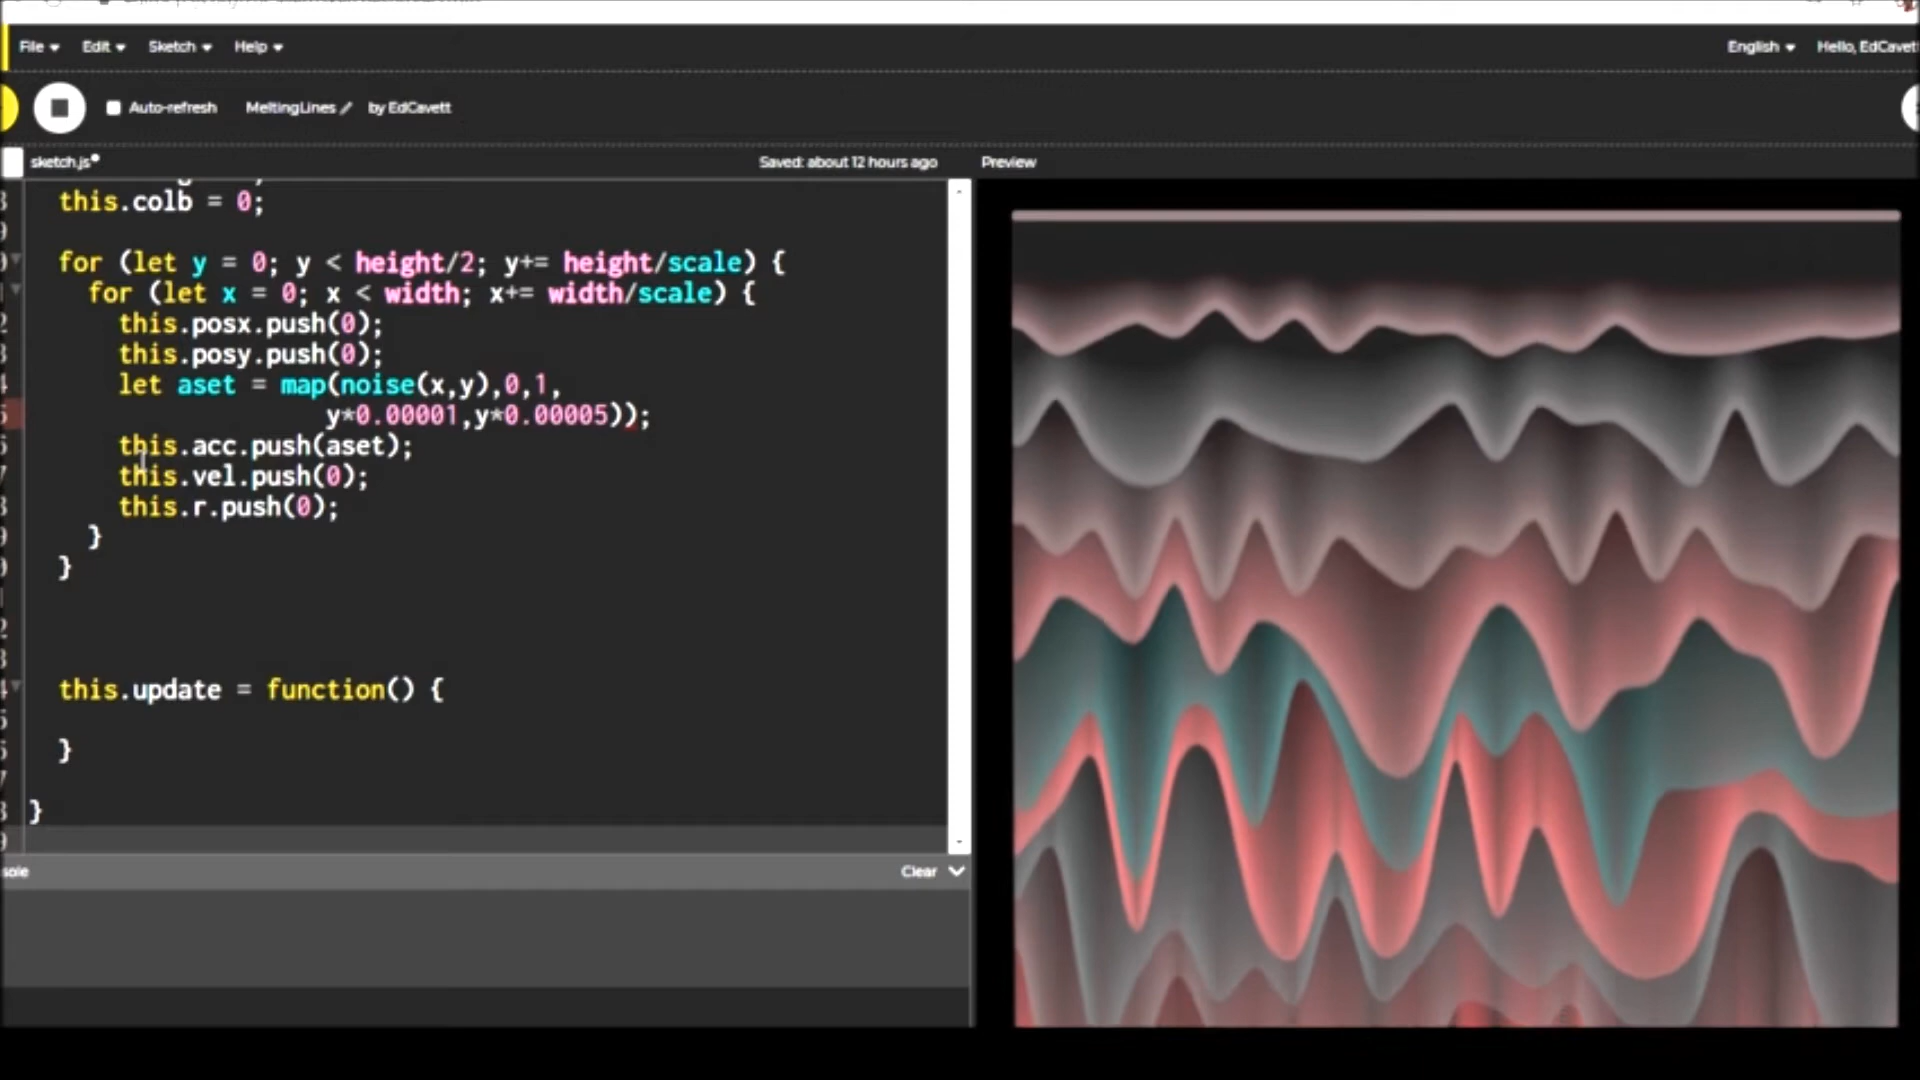 File Edit Sketch Help English Hello, EdCavett
Auto-refresh MeltingLines by EdCavett
sketch.js Saved: about 12 hours ago Preview
this.colb = 0;
for (let y = 0; y < height/2; y+= height/scale) {
for (let x = 0; x < width; x+= width/scale) {
this.posx.push(0);
this.posy.push(0);
let aset = map(noise(x,y),0,1,
y*0.00001,y*0.00005));
this.acc.push(aset);
this.vel.push(0);
this.r.push(0);
}
}
this.update = function() {
}
}
sole Clear